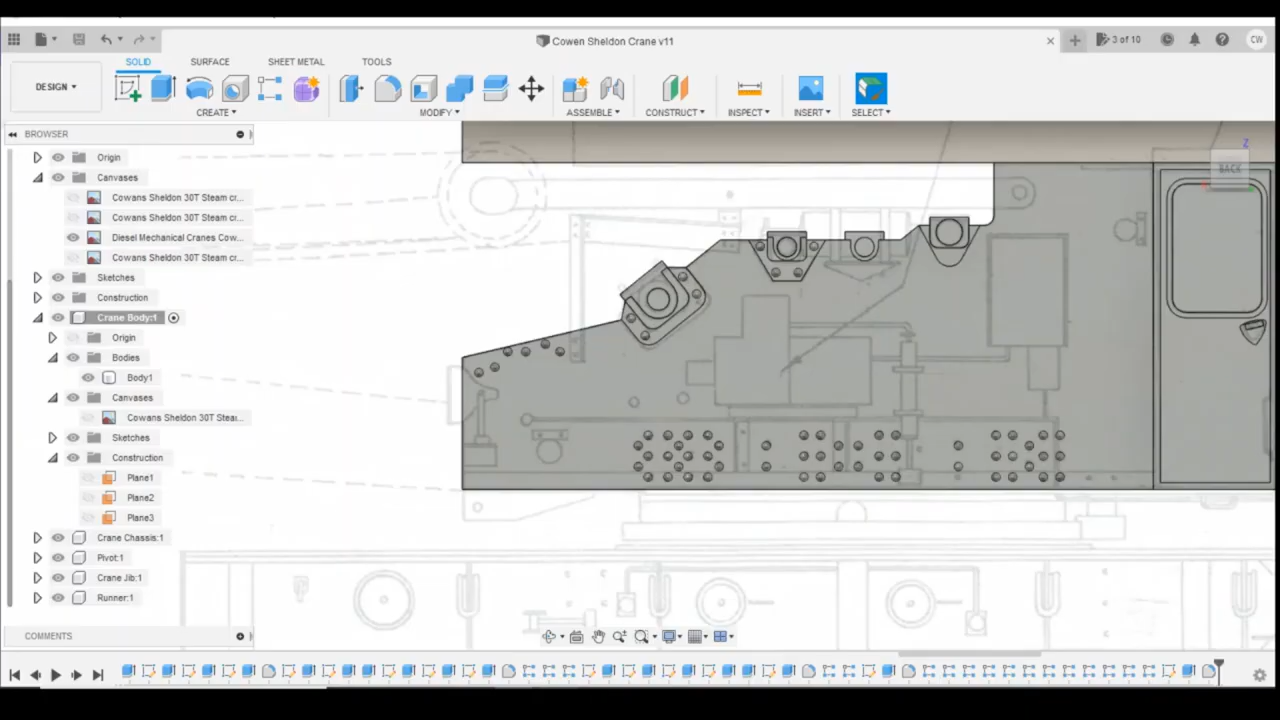 Cowen Sheldon Crane v11
3 of 10
CW
DESIGN
SOLID
SURFACE
SHEET METAL
TOOLS
CREATE
MODIFY
ASSEMBLE
CONSTRUCT
INSPECT
INSERT
SELECT
BROWSER
Origin
Canvases
Cowans Sheldon 30T Steam cr...
Cowans Sheldon 30T Steam cr...
Diesel Mechanical Cranes Cow...
Cowans Sheldon 30T Steam cr...
Sketches
Construction
Crane Body:1
Origin
Bodies
Body1
Canvases
Cowans Sheldon 30T Stear...
Sketches
Construction
Plane1
Plane2
Plane3
Crane Chassis:1
Pivot:1
Crane Jib:1
Runner:1
COMMENTS
Z
BACK